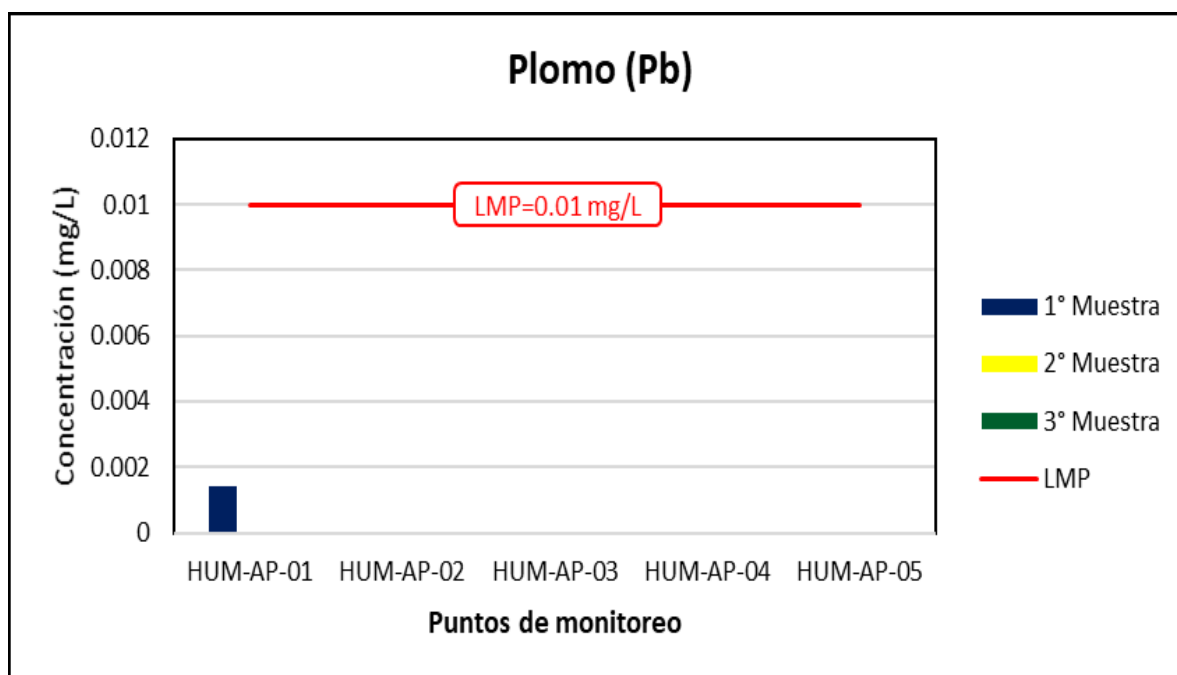 Plomo (Pb)
Concentración (mg/L)
0.012
0.01
0.008
0.006
0.004
0.002
0
LMP=0.01 mg/L
HUM-AP-01 HUM-AP-02 HUM-AP-03 HUM-AP-04 HUM-AP-05
Puntos de monitoreo
1° Muestra
2° Muestra
3° Muestra
LMP